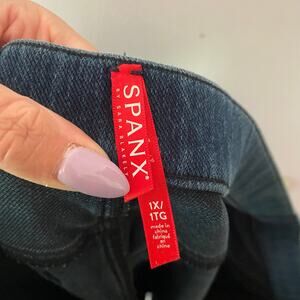 SPANX®
BY SARA BLAKELY
1X/
1TG
made in
china
fabriqué
en
chine